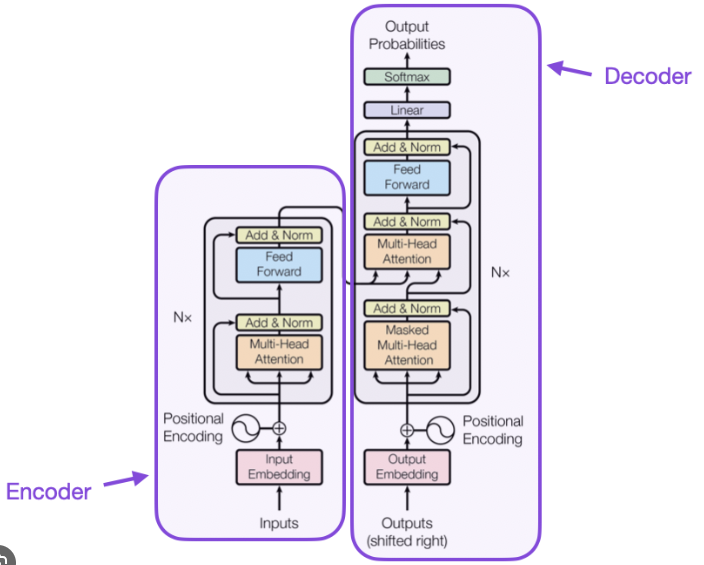 Output
Probabilities
Softmax
Linear
Add & Norm
Feed
Forward
Add & Norm
Multi-Head
Attention
Add & Norm
Masked
Multi-Head
Attention
Nx
Positional
Encoding
Output
Embedding
Outputs
(shifted right)
Decoder
Add & Norm
Feed
Forward
Add & Norm
Multi-Head
Attention
Nx
Positional
Encoding
Input
Embedding
Inputs
Encoder